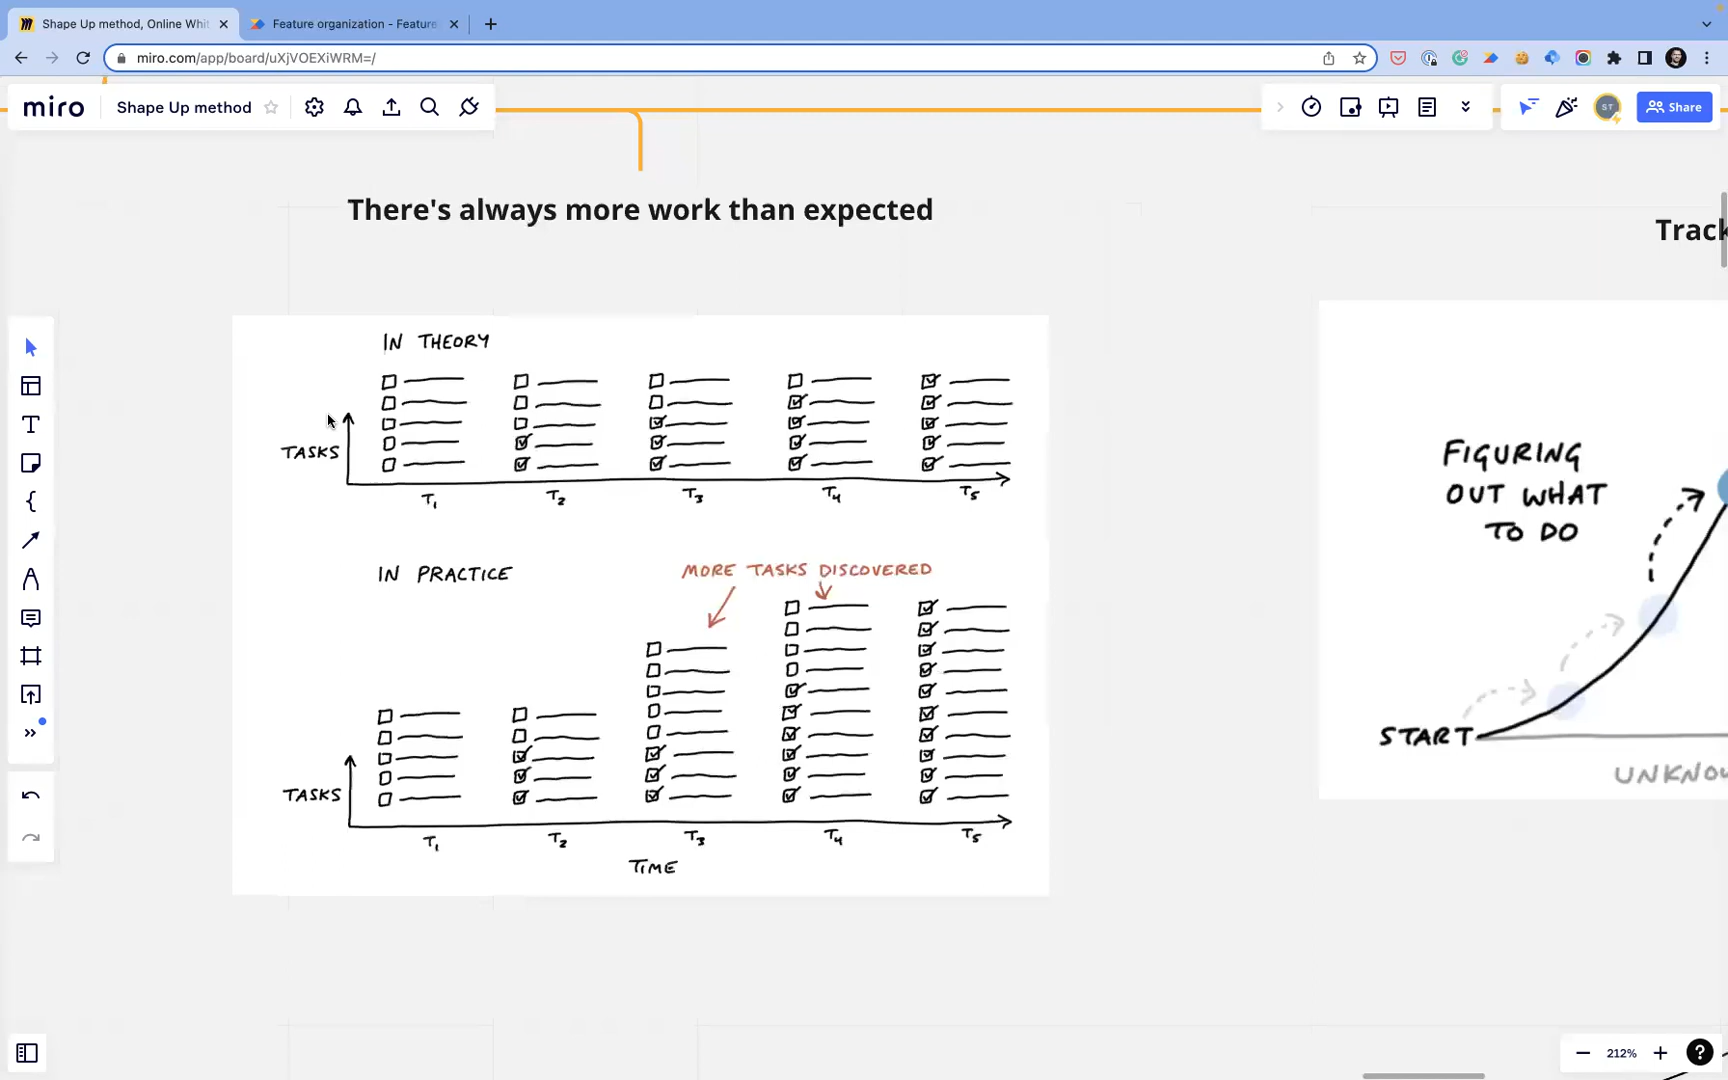 Shape Up method, Online Whit
Feature organization - Feature
miro.com/app/board/uXjVOEXiWRM=/
miro
Shape Up method
ST
Share
There's always more work than expected
Track
IN THEORY
TASKS
T1 T2 T3 T4 T5
IN PRACTICE
MORE TASKS DISCOVERED
TASKS
T1 T2 T3 T4 T5
TIME
FIGURING
OUT WHAT
TO DO
START
UNKNOW
212%